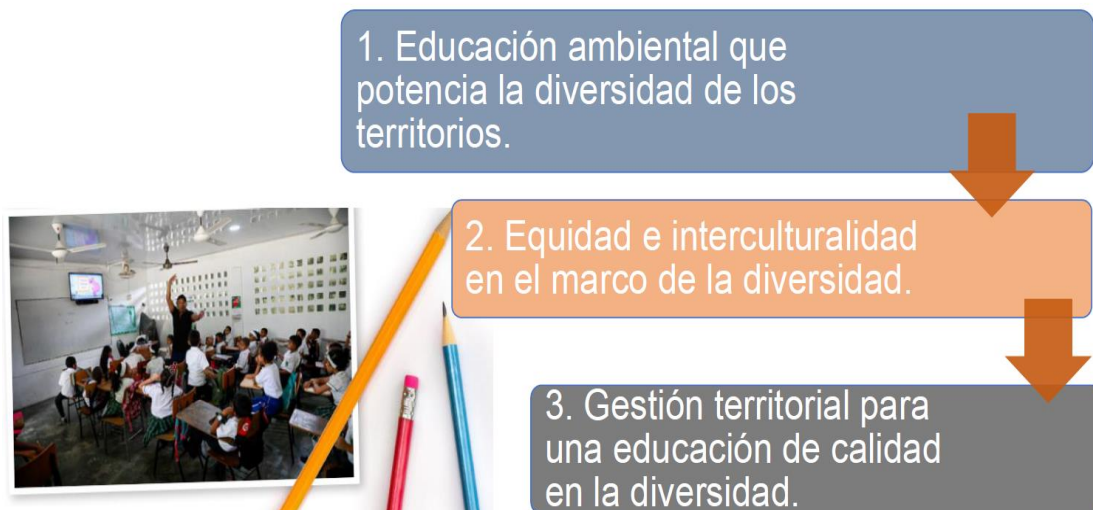 1. Educación ambiental que
potencia la diversidad de los
territorios.
2. Equidad e interculturalidad
en el marco de la diversidad.
3. Gestión territorial para
una educación de calidad
en la diversidad.